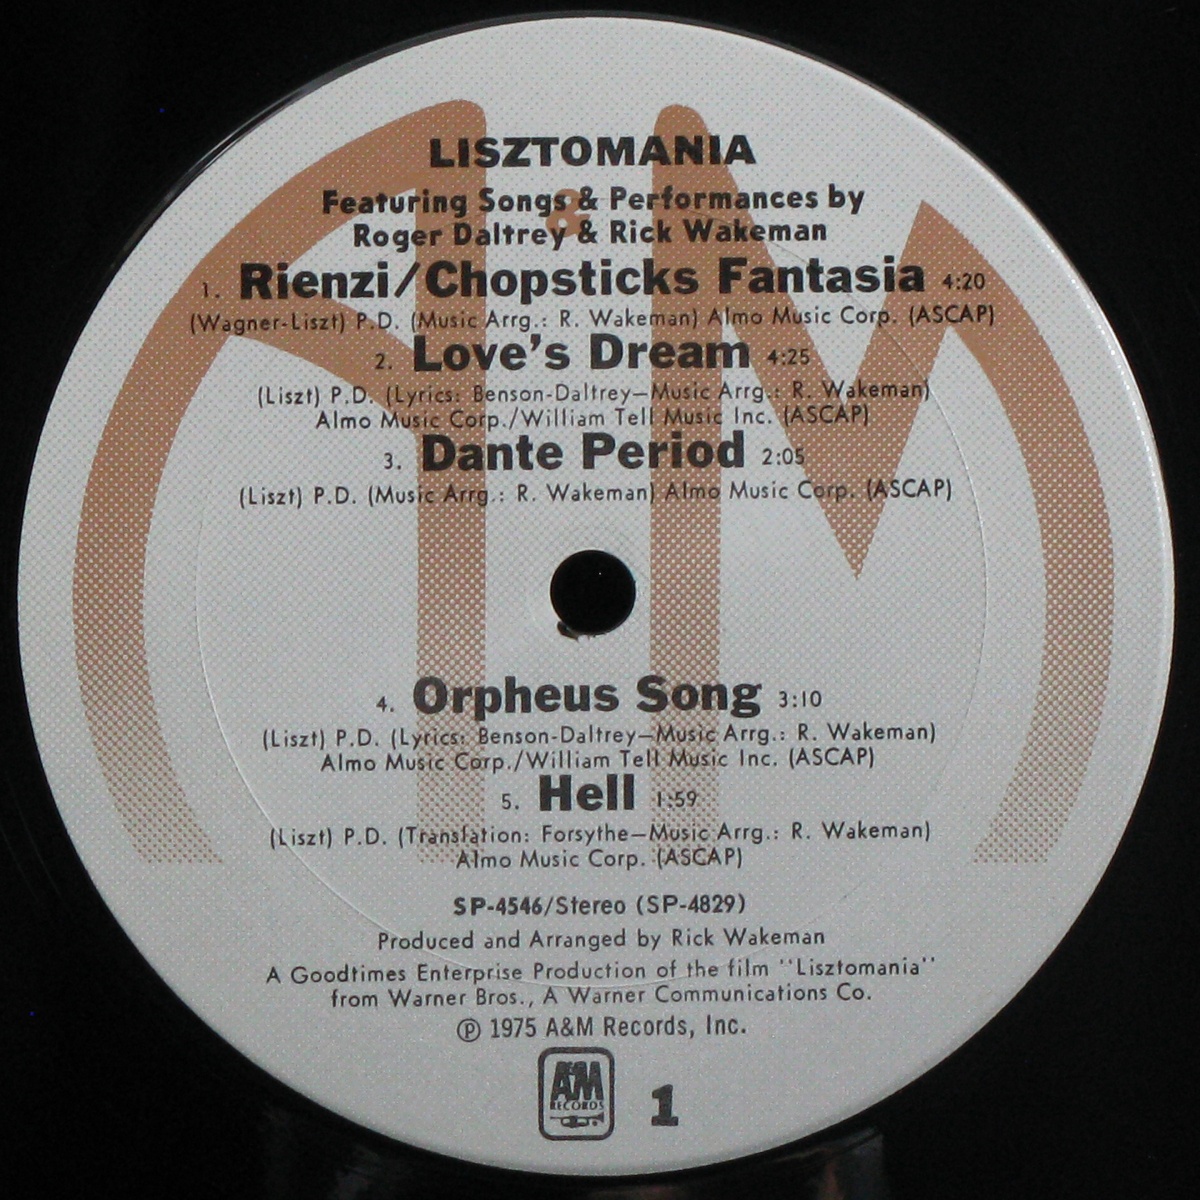 LISZTOMANIA
&
Featuring Songs & Performances by
Roger Daltrey & Rick Wakeman
1. Rienzi/Chopsticks Fantasia 4:20
(Wagner-Liszt) P.D. (Music Arrg.: R. Wakeman) Almo Music Corp. (ASCAP)
2. Love's Dream 4:25
(Liszt) P.D. (Lyrics: Benson-Daltrey—Music Arrg.: R. Wakeman)
Almo Music Corp./William Tell Music Inc. (ASCAP)
3. Dante Period 2:05
(Liszt) P.D. (Music Arrg.: R. Wakeman) Almo Music Corp. (ASCAP)
4. Orpheus Song 3:10
(Liszt) P.D. (Lyrics: Benson-Daltrey—Music Arrg.: R. Wakeman)
Almo Music Corp./William Tell Music Inc. (ASCAP)
5. Hell 1:59
(Liszt) P.D. (Translation: Forsythe—Music Arrg.: R. Wakeman)
Almo Music Corp. (ASCAP)
SP-4546/Stereo (SP-4829)
Produced and Arranged by Rick Wakeman
A Goodtimes Enterprise Production of the film "Lisztomania"
from Warner Bros., A Warner Communications Co.
℗ 1975 A&M Records, Inc.
AM
RECORDS
1